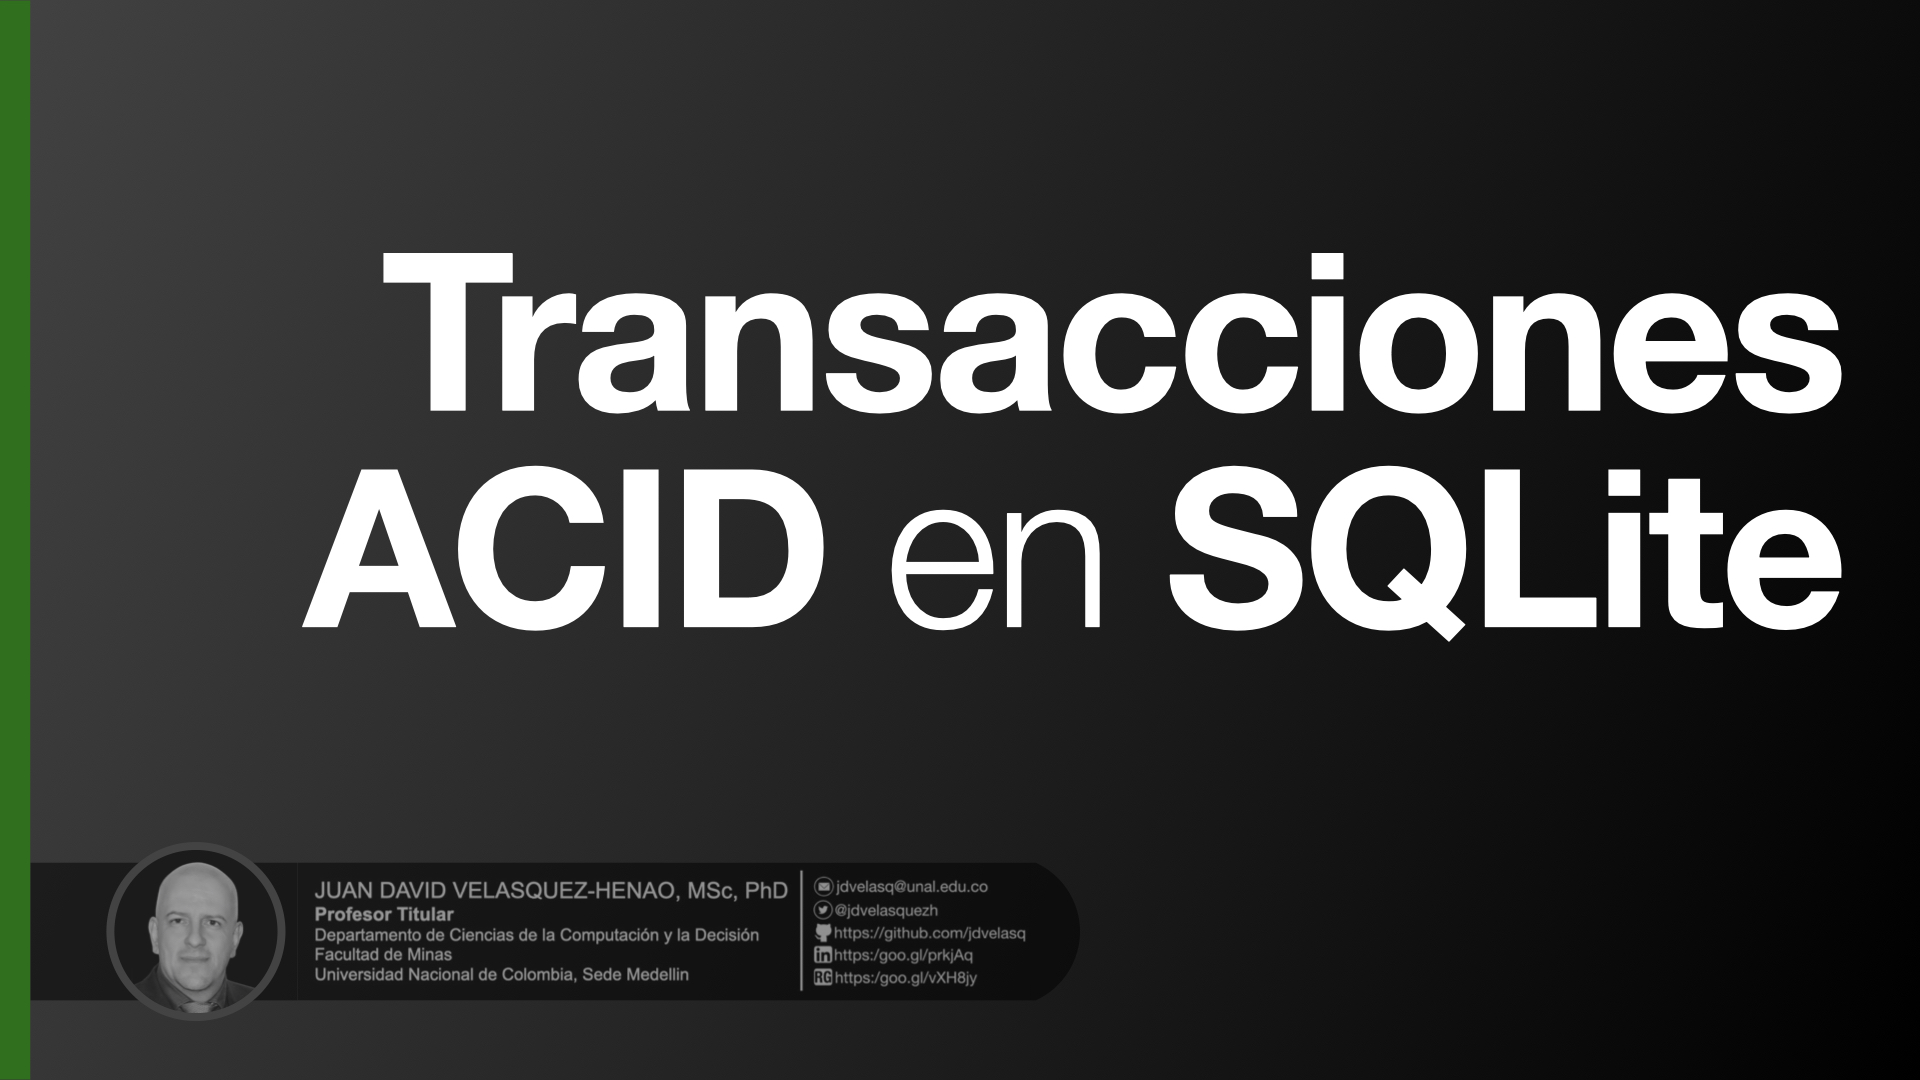 Transacciones
ACID en SQLite
JUAN DAVID VELASQUEZ-HENAO, MSc, PhD
Profesor Titular
Departamento de Ciencias de la Computación y la Decisión
Facultad de Minas
Universidad Nacional de Colombia, Sede Medellin
jdvelasq@unal.edu.co
@jdvelasquezh
https://github.com/jdvelasq
in https:/goo.gl/prkjAq
RG https:/goo.gl/vXH8jy